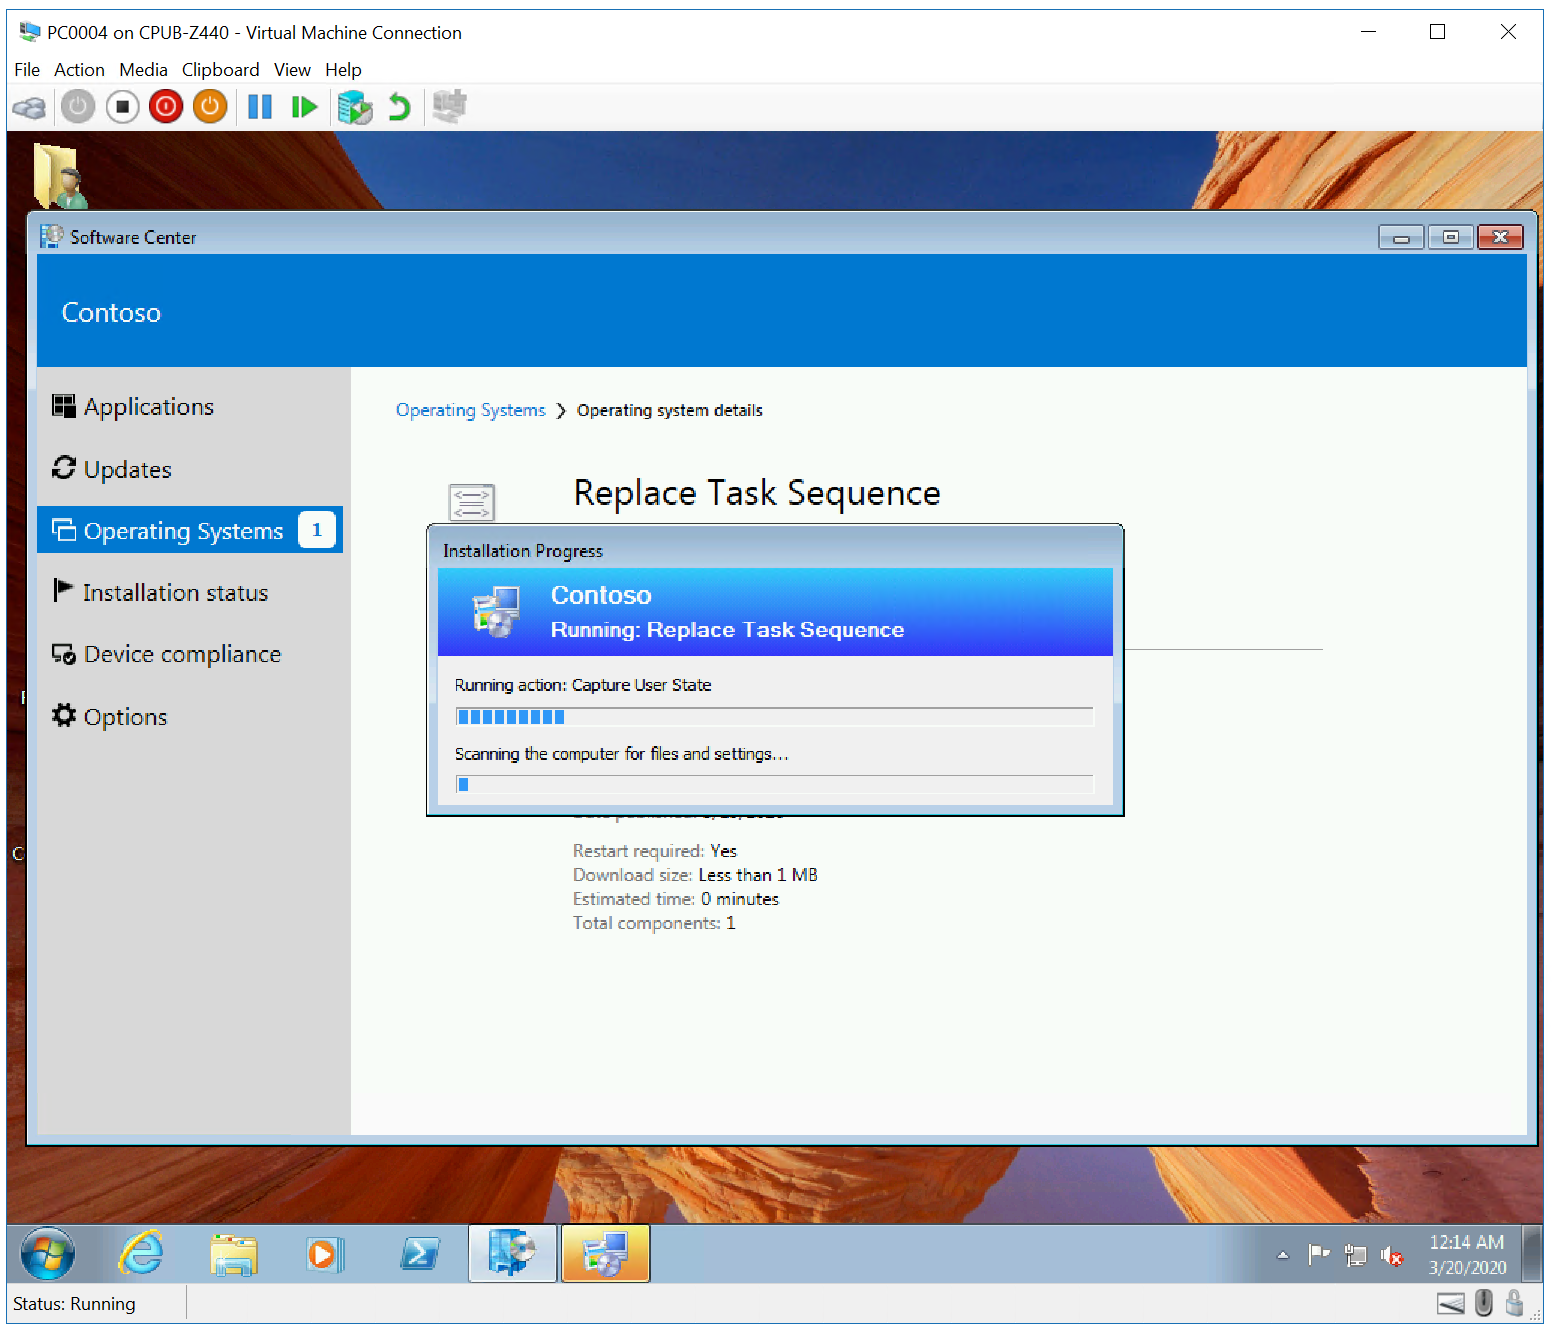 PC0004 on CPUB-Z440 - Virtual Machine Connection
File Action Media Clipboard View Help
Software Center
Contoso
Applications
Updates
Operating Systems 1
Installation status
Device compliance
Options
Operating Systems > Operating system details
Replace Task Sequence
Installation Progress
Contoso
Running: Replace Task Sequence
Running action: Capture User State
Scanning the computer for files and settings...
Restart required: Yes
Download size: Less than 1 MB
Estimated time: 0 minutes
Total components: 1
C
12:14 AM
3/20/2020
Status: Running